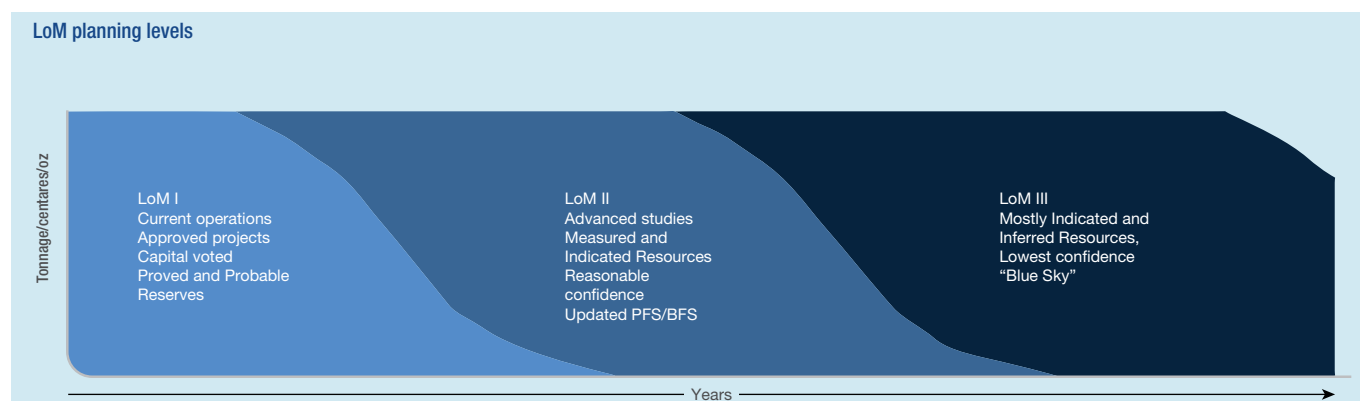 LoM planning levels
Tonnage/centares/oz
LoM I
Current operations
Approved projects
Capital voted
Proved and Probable
Reserves
LoM II
Advanced studies
Measured and
Indicated Resources
Reasonable
confidence
Updated PFS/BFS
LoM III
Mostly Indicated and
Inferred Resources,
Lowest confidence
“Blue Sky”
Years